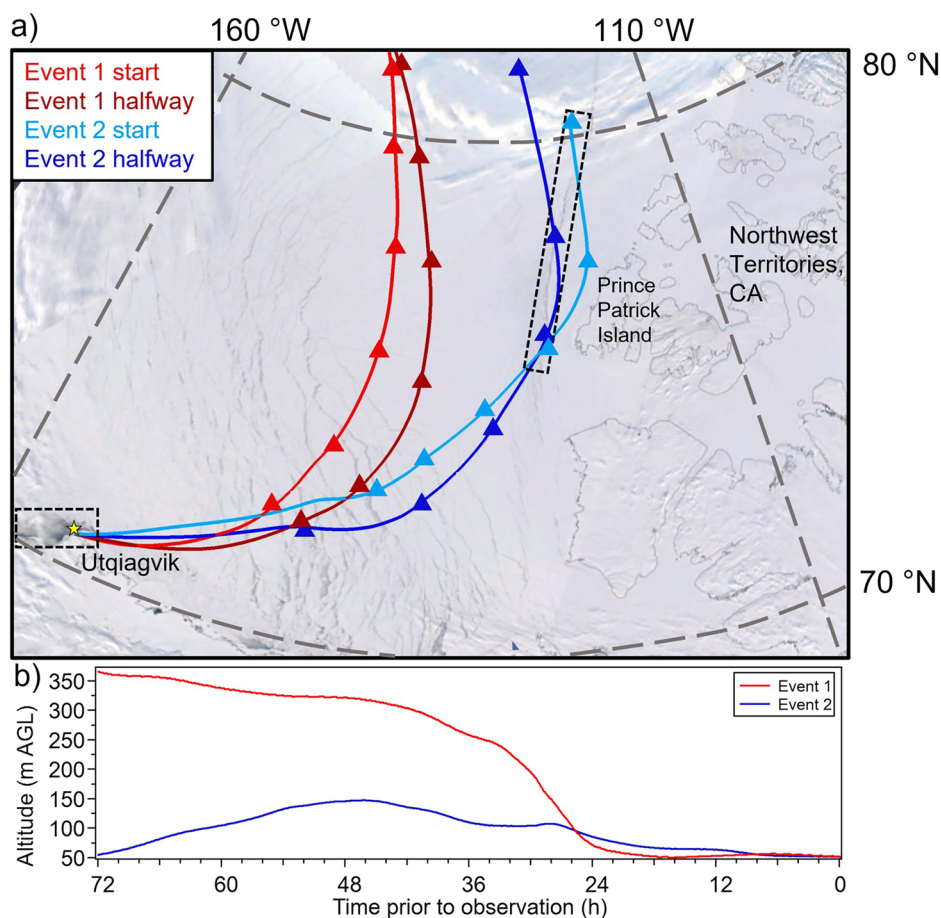 a)
160 °W
110 °W
80 °N
Event 1 start
Event 1 halfway
Event 2 start
Event 2 halfway
Northwest
Territories,
CA
Prince
Patrick
Island
Utqiagvik
70 °N
b)
Altitude (m AGL)
350
300
250
200
150
100
50
Event 1
Event 2
72
60
48
36
24
12
0
Time prior to observation (h)